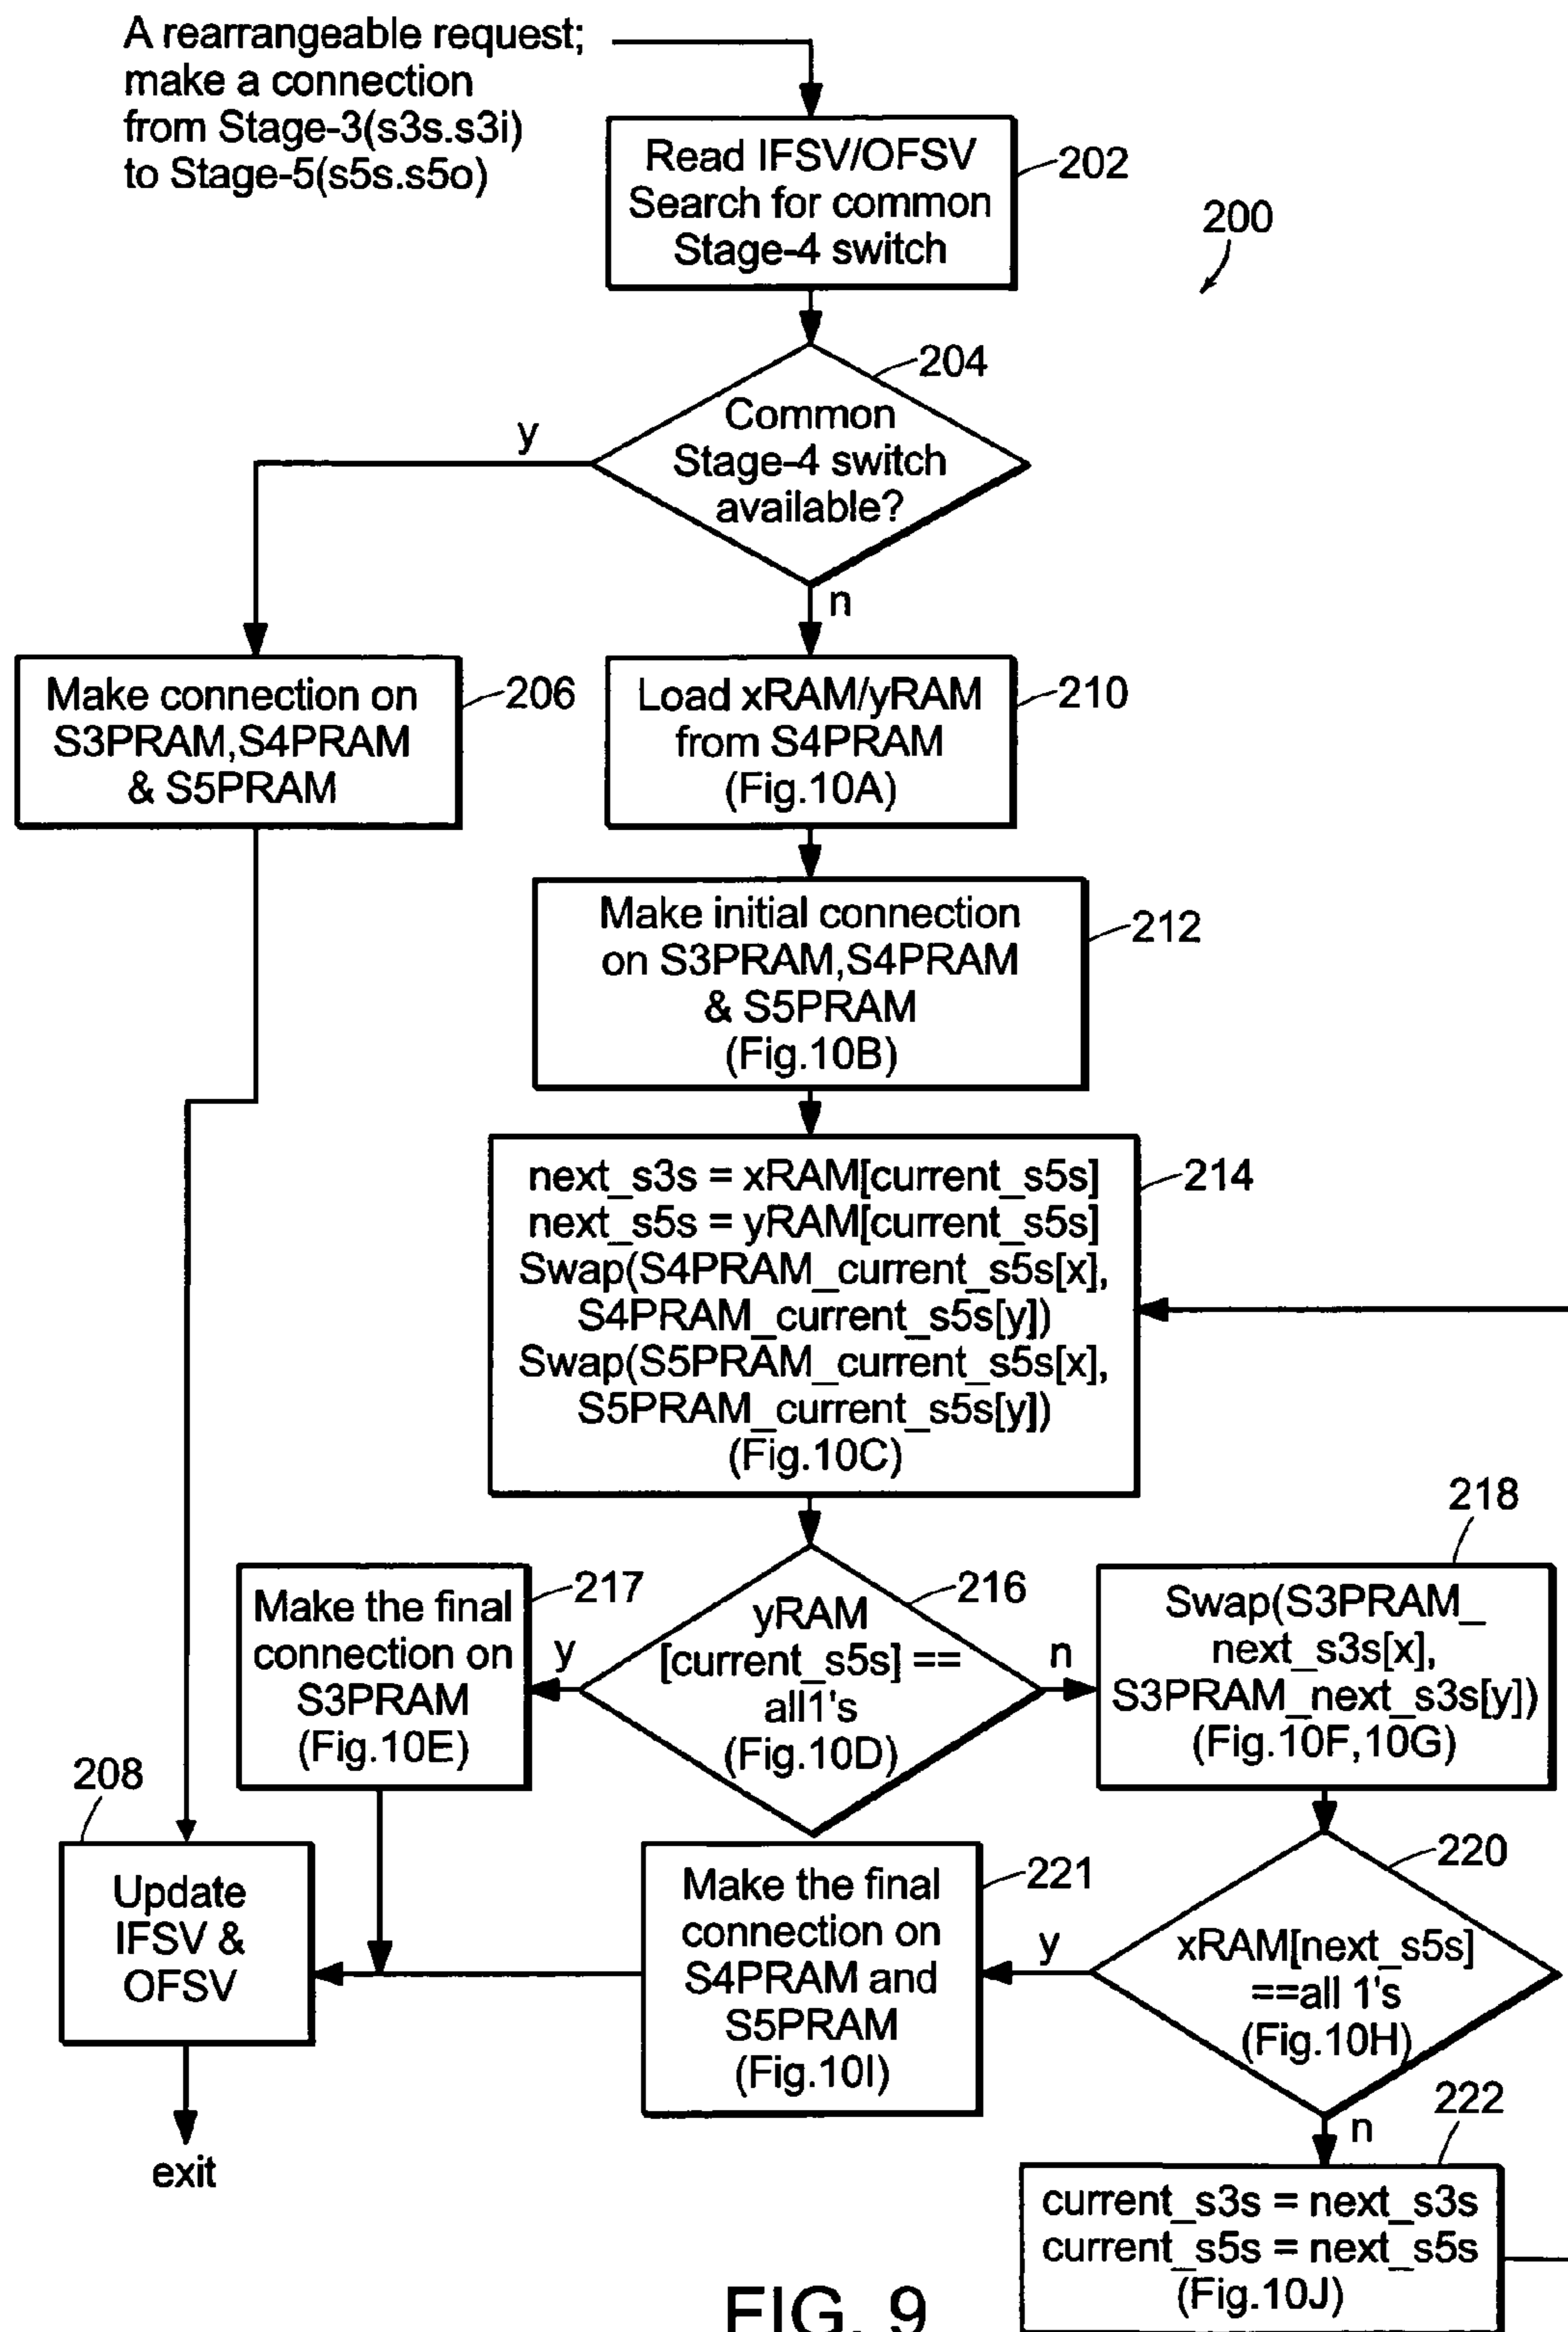 A rearrangeable request;
make a connection
from Stage-3(s3s.s3i)
to Stage-5(s5s.s5o)
Read IFSV/OFSV
Search for common
Stage-4 switch
202
200
204
Common
Stage-4 switch
available?
y
n
Make connection on
S3PRAM,S4PRAM
& S5PRAM
206
Load xRAM/yRAM
from S4PRAM
(Fig.10A)
210
Make initial connection
on S3PRAM,S4PRAM
& S5PRAM
(Fig.10B)
212
next_s3s = xRAM[current_s5s]
next_s5s = yRAM[current_s5s]
Swap(S4PRAM_current_s5s[x],
S4PRAM_current_s5s[y])
Swap(S5PRAM_current_s5s[x],
S5PRAM_current_s5s[y])
(Fig.10C)
214
216
yRAM
[current_s5s] ==
all1's
(Fig.10D)
y
n
Make the final
connection on
S3PRAM
(Fig.10E)
217
218
Swap(S3PRAM_
next_s3s[x],
S3PRAM_next_s3s[y])
(Fig.10F,10G)
208
Update
IFSV &
OFSV
exit
Make the final
connection on
S4PRAM and
S5PRAM
(Fig.10I)
221
220
xRAM[next_s5s]
==all 1's
(Fig.10H)
y
n
222
current_s3s = next_s3s
current_s5s = next_s5s
(Fig.10J)
FIG. 9